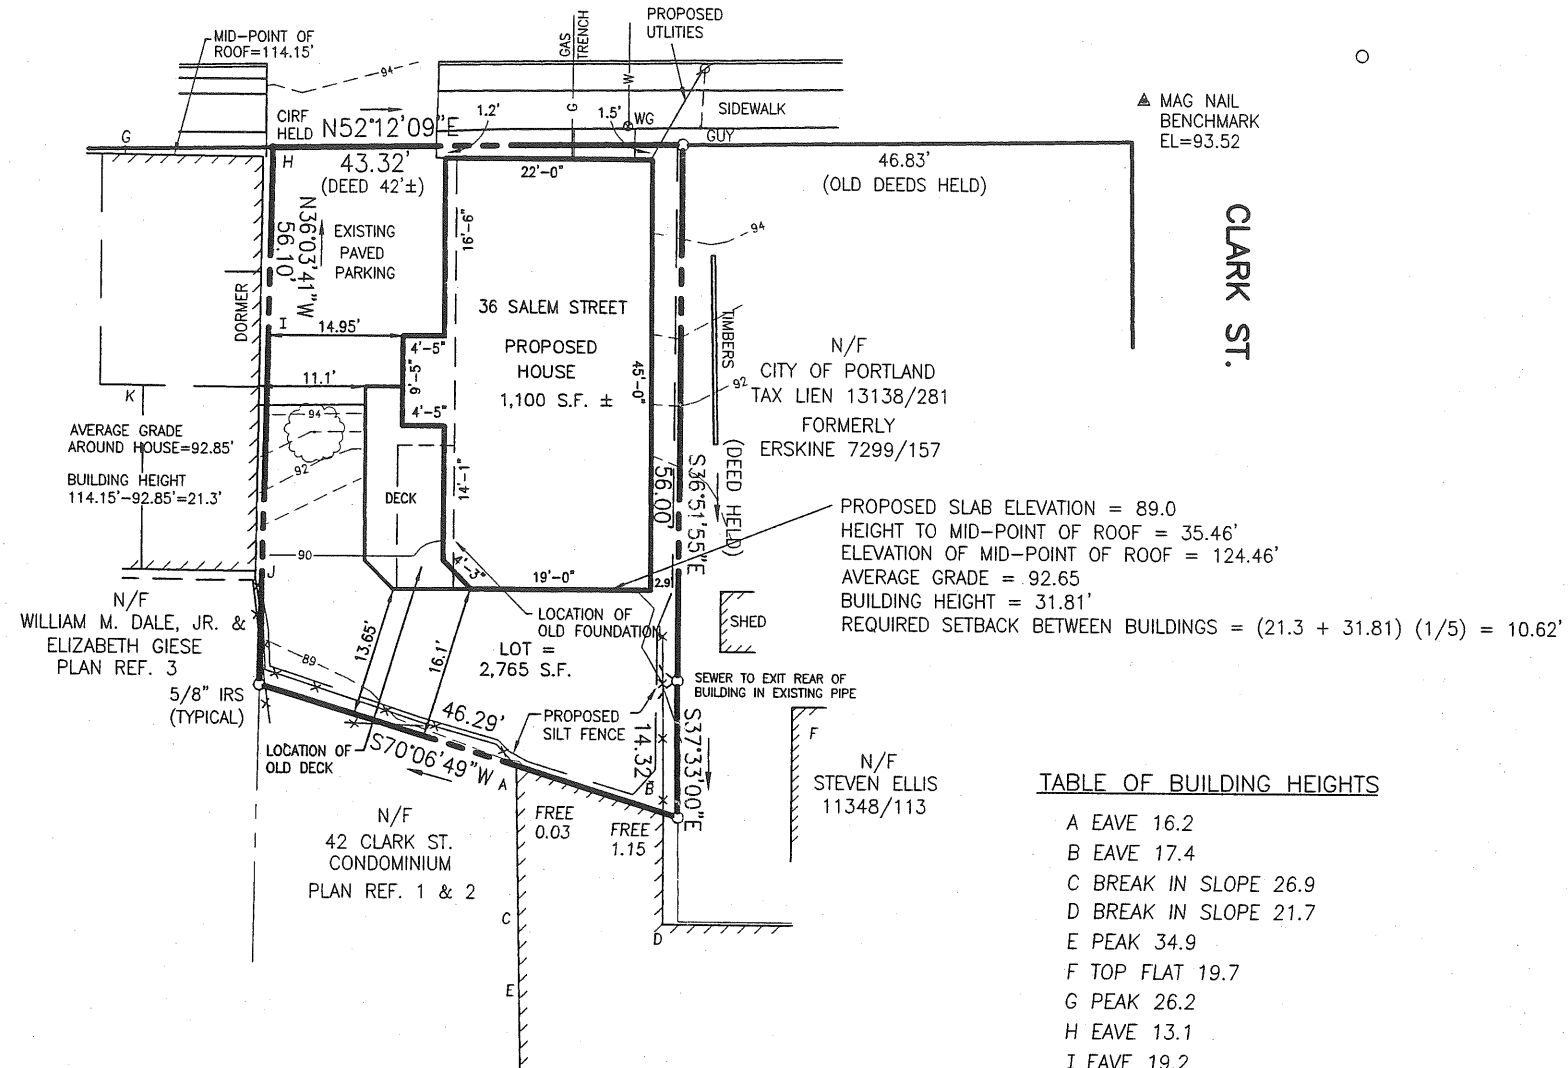 MID-POINT OF
ROOF=114.15'
GAS
TRENCH
PROPOSED
UTLITIES
94
W
G
SIDEWALK
1.2'
1.5'
WG
GUY
MAG NAIL
BENCHMARK
EL=93.52
CIRF
HELD
N52°12'09"E
G
H
43.32'
(DEED 42'±)
22'-0"
46.83'
(OLD DEEDS HELD)
CLARK ST.
N36°03'41"W
56.10'
EXISTING
PAVED
PARKING
16'-6"
94
DORMER
I
14.95'
36 SALEM STREET
PROPOSED
HOUSE
1,100 S.F. ±
45'-0"
TIMBERS
92
N/F
CITY OF PORTLAND
TAX LIEN 13138/281
FORMERLY
ERSKINE 7299/157
4'-5"
9'-5"
4'-5"
11.1'
K
94
92
AVERAGE GRADE
AROUND HOUSE=92.85'
BUILDING HEIGHT
114.15'-92.85'=21.3'
DECK
14'-1"
56.00'
S36°51'55"E
(DEED HELD)
PROPOSED SLAB ELEVATION = 89.0
HEIGHT TO MID-POINT OF ROOF = 35.46'
ELEVATION OF MID-POINT OF ROOF = 124.46'
AVERAGE GRADE = 92.65
BUILDING HEIGHT = 31.81'
REQUIRED SETBACK BETWEEN BUILDINGS = (21.3 + 31.81) (1/5) = 10.62'
90
J
4'-3"
19'-0"
2.9'
N/F
WILLIAM M. DALE, JR. &
ELIZABETH GIESE
PLAN REF. 3
LOCATION OF
OLD FOUNDATION
SHED
13.65'
16.1'
LOT =
2,765 S.F.
89
5/8" IRS
(TYPICAL)
SEWER TO EXIT REAR OF
BUILDING IN EXISTING PIPE
46.29'
PROPOSED
SILT FENCE
14.32'
S37°33'00"E
F
LOCATION OF
OLD DECK
S70°06'49"W
A
B
N/F
STEVEN ELLIS
11348/113
FREE
0.03
FREE
1.15
N/F
42 CLARK ST.
CONDOMINIUM
PLAN REF. 1 & 2
C
D
E
TABLE OF BUILDING HEIGHTS
A EAVE 16.2
B EAVE 17.4
C BREAK IN SLOPE 26.9
D BREAK IN SLOPE 21.7
E PEAK 34.9
F TOP FLAT 19.7
G PEAK 26.2
H EAVE 13.1
I EAVE 19.2